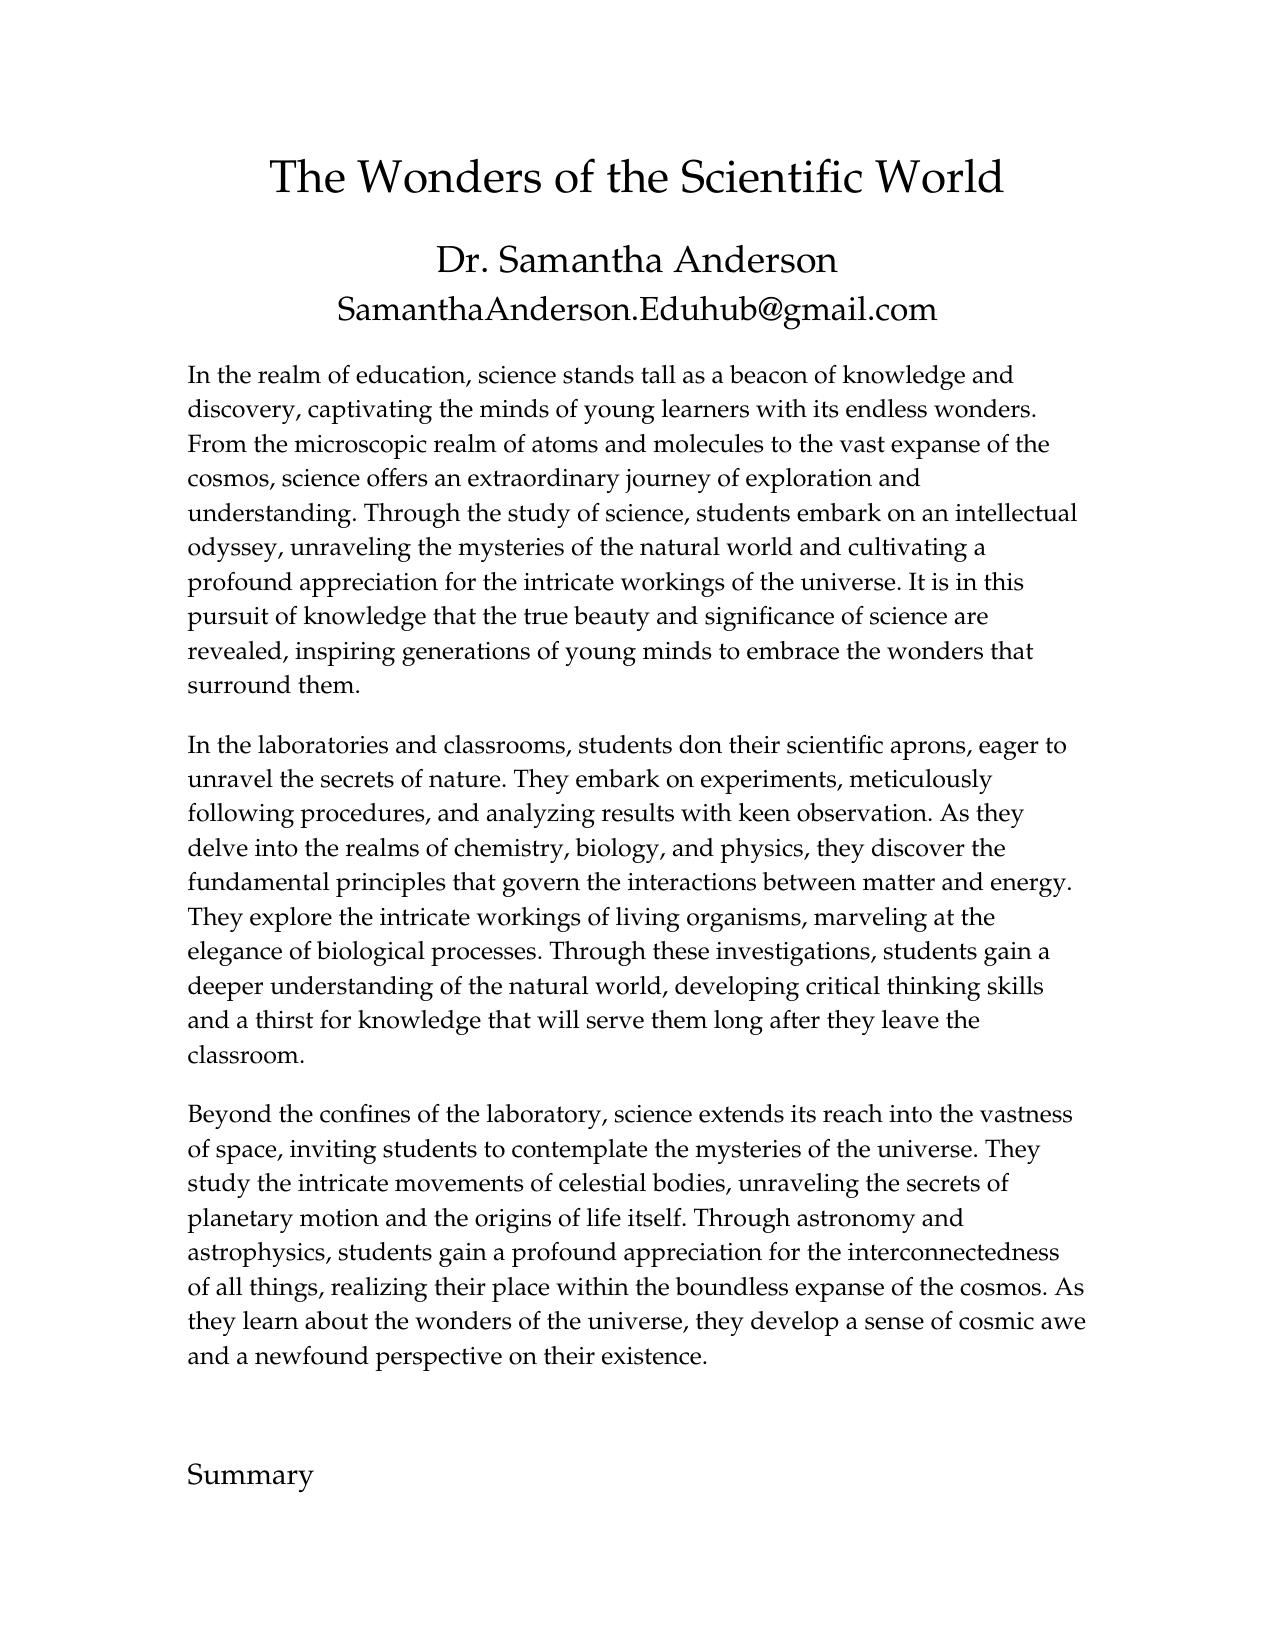 The Wonders of the Scientific World
Dr. Samantha Anderson
SamanthaAnderson.Eduhub@gmail.com
In the realm of education, science stands tall as a beacon of knowledge and
discovery, captivating the minds of young learners with its endless wonders.
From the microscopic realm of atoms and molecules to the vast expanse of the
cosmos, science offers an extraordinary journey of exploration and
understanding. Through the study of science, students embark on an intellectual
odyssey, unraveling the mysteries of the natural world and cultivating a
profound appreciation for the intricate workings of the universe. It is in this
pursuit of knowledge that the true beauty and significance of science are
revealed, inspiring generations of young minds to embrace the wonders that
surround them.
In the laboratories and classrooms, students don their scientific aprons, eager to
unravel the secrets of nature. They embark on experiments, meticulously
following procedures, and analyzing results with keen observation. As they
delve into the realms of chemistry, biology, and physics, they discover the
fundamental principles that govern the interactions between matter and energy.
They explore the intricate workings of living organisms, marveling at the
elegance of biological processes. Through these investigations, students gain a
deeper understanding of the natural world, developing critical thinking skills
and a thirst for knowledge that will serve them long after they leave the
classroom.
Beyond the confines of the laboratory, science extends its reach into the vastness
of space, inviting students to contemplate the mysteries of the universe. They
study the intricate movements of celestial bodies, unraveling the secrets of
planetary motion and the origins of life itself. Through astronomy and
astrophysics, students gain a profound appreciation for the interconnectedness
of all things, realizing their place within the boundless expanse of the cosmos. As
they learn about the wonders of the universe, they develop a sense of cosmic awe
and a newfound perspective on their existence.
Summary